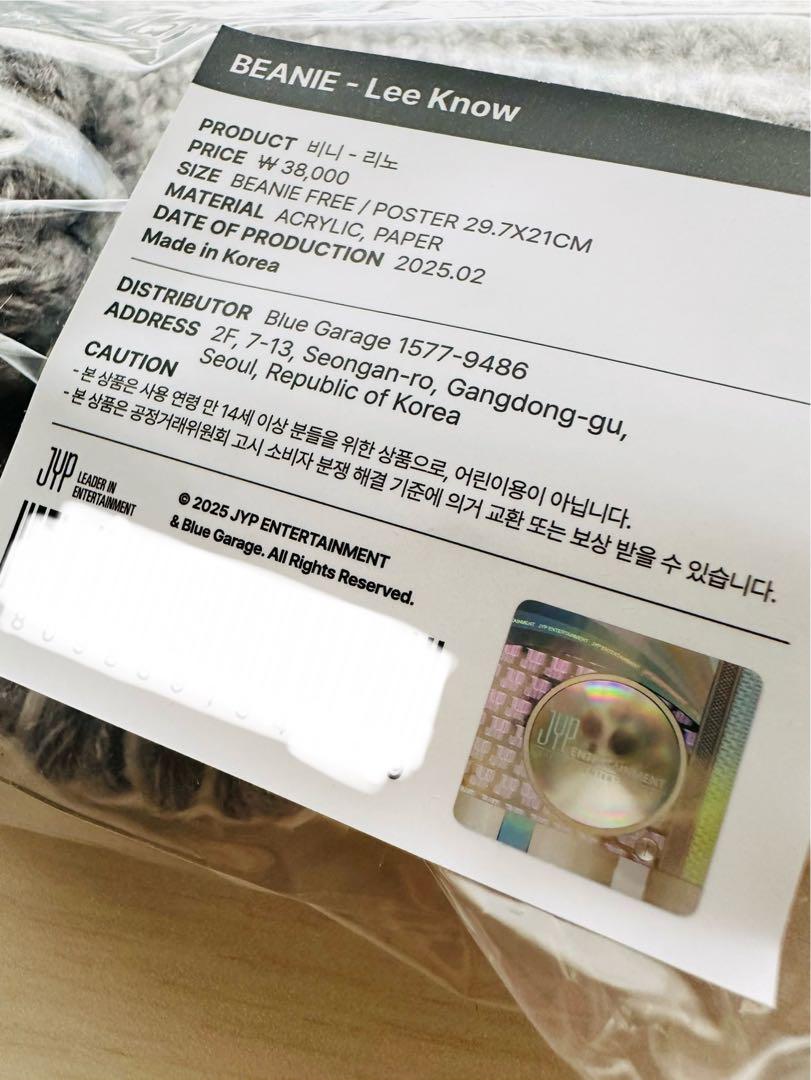 BEANIE - Lee Know
PRODUCT 비니 - 리노
PRICE ₩ 38,000
SIZE BEANIE FREE / POSTER 29.7X21CM
MATERIAL ACRYLIC, PAPER
DATE OF PRODUCTION 2025.02
Made in Korea
DISTRIBUTOR Blue Garage 1577-9486
ADDRESS 2F, 7-13, Seongan-ro, Gangdong-gu,
Seoul, Republic of Korea
CAUTION
- 본 상품은 사용 연령 만 14세 이상 분들을 위한 상품으로, 어린이용이 아닙니다.
- 본 상품은 공정거래위원회 고시 소비자 분쟁 해결 기준에 의거 교환 또는 보상 받을 수 있습니다.
JYP LEADER IN
ENTERTAINMENT
© 2025 JYP ENTERTAINMENT
& Blue Garage. All Rights Reserved.
JYP ENTERTAINMENT JYP ENTERTAINMENT
JYP
ENTERTAINMENT